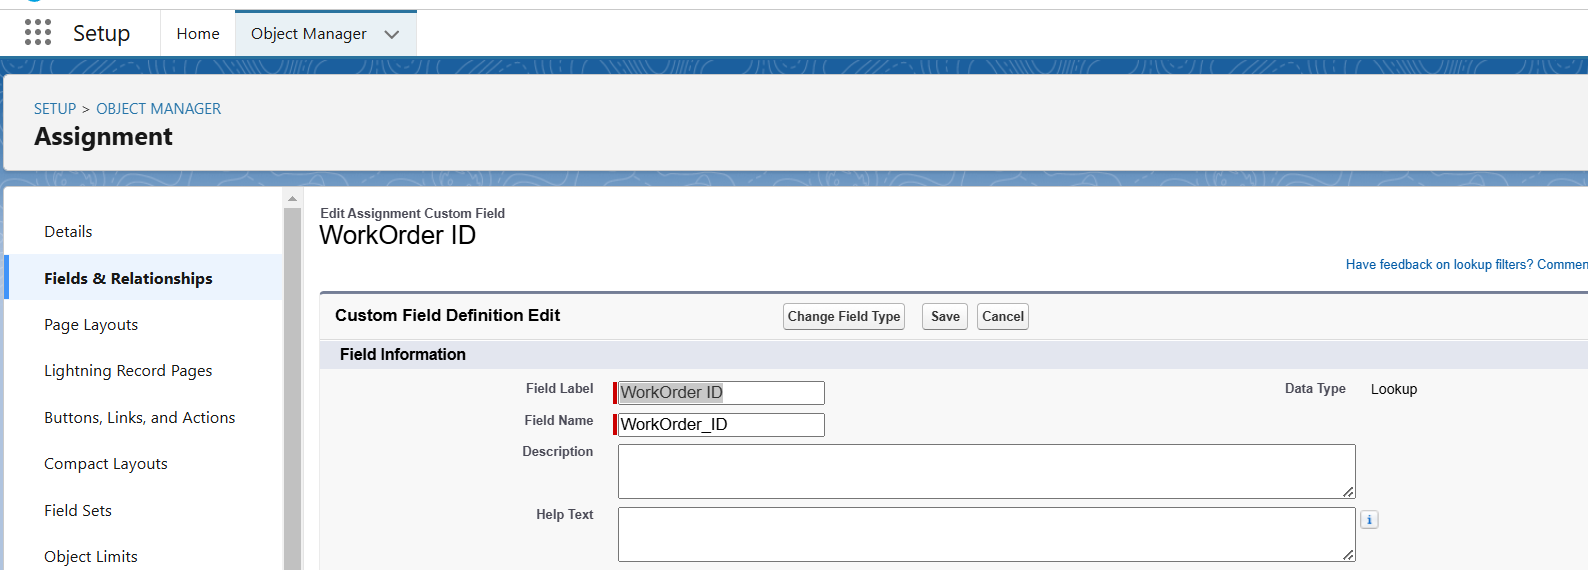 Setup Home Object Manager
SETUP > OBJECT MANAGER
Assignment
Details
Fields & Relationships
Page Layouts
Lightning Record Pages
Buttons, Links, and Actions
Compact Layouts
Field Sets
Object Limits
Edit Assignment Custom Field
WorkOrder ID
Have feedback on lookup filters? Commen
Custom Field Definition Edit Change Field Type Save Cancel
Field Information
Field Label WorkOrder ID Data Type Lookup
Field Name WorkOrder_ID
Description
Help Text i